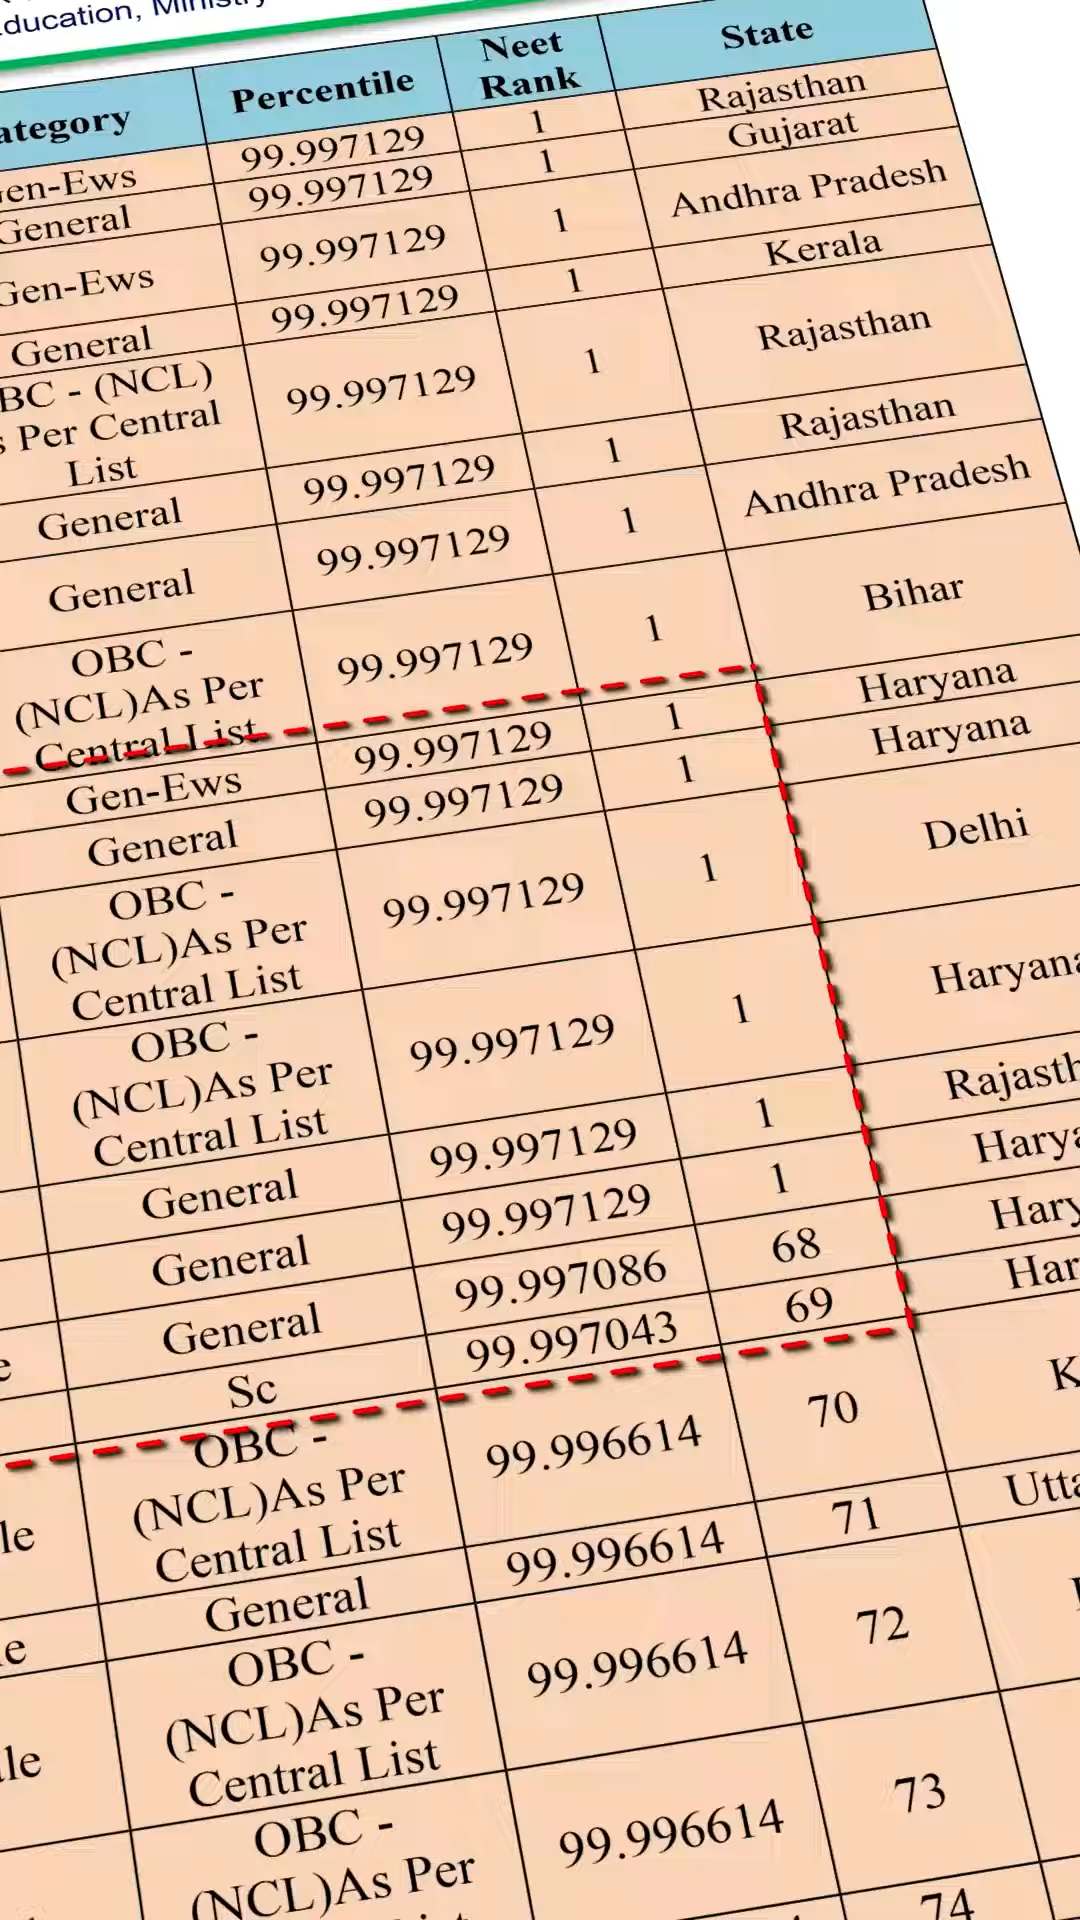 ducation, Ministry
ategory Percentile Neet Rank State
Gen-Ews 99.997129 1 Rajasthan
General 99.997129 1 Gujarat
Gen-Ews 99.997129 1 Andhra Pradesh
General 99.997129 1 Kerala
BC - (NCL)
s Per Central
List
99.997129 1 Rajasthan
General 99.997129 1 Rajasthan
General 99.997129 1 Andhra Pradesh
OBC -
(NCL)As Per
Central List
99.997129 1 Bihar
Gen-Ews 99.997129 1 Haryana
General 99.997129 1 Haryana
OBC -
(NCL)As Per
Central List
99.997129 1 Delhi
OBC -
(NCL)As Per
Central List
99.997129 1 Haryana
General 99.997129 1 Rajasth
General 99.997129 1 Harya
General 99.997086 68 Hary
e Sc 99.997043 69 Har
le OBC -
(NCL)As Per
Central List
99.996614 70 K
e General 99.996614 71 Utta
le OBC -
(NCL)As Per
Central List
99.996614 72
OBC -
(NCL)As Per
99.996614 73
74